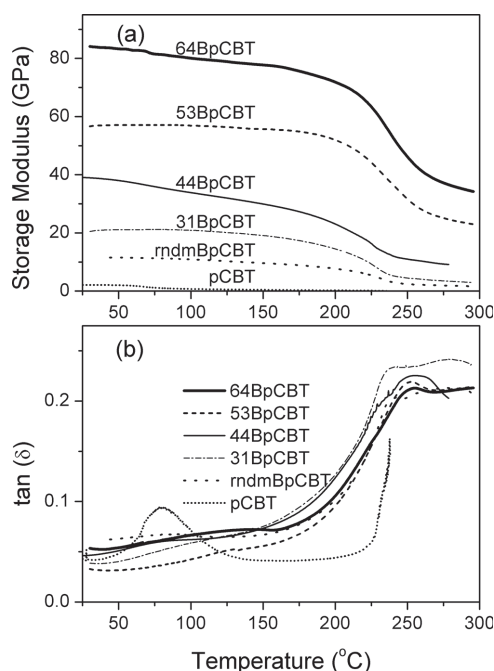 (a)
64BpCBT
53BpCBT
44BpCBT
31BpCBT
rndmBpCBT
pCBT
Storage Modulus (GPa)
80
60
40
20
0
50 100 150 200 250 300
(b)
64BpCBT
53BpCBT
44BpCBT
31BpCBT
rndmBpCBT
pCBT
tan (δ)
0.2
0.1
0.0
50 100 150 200 250 300
Temperature (°C)